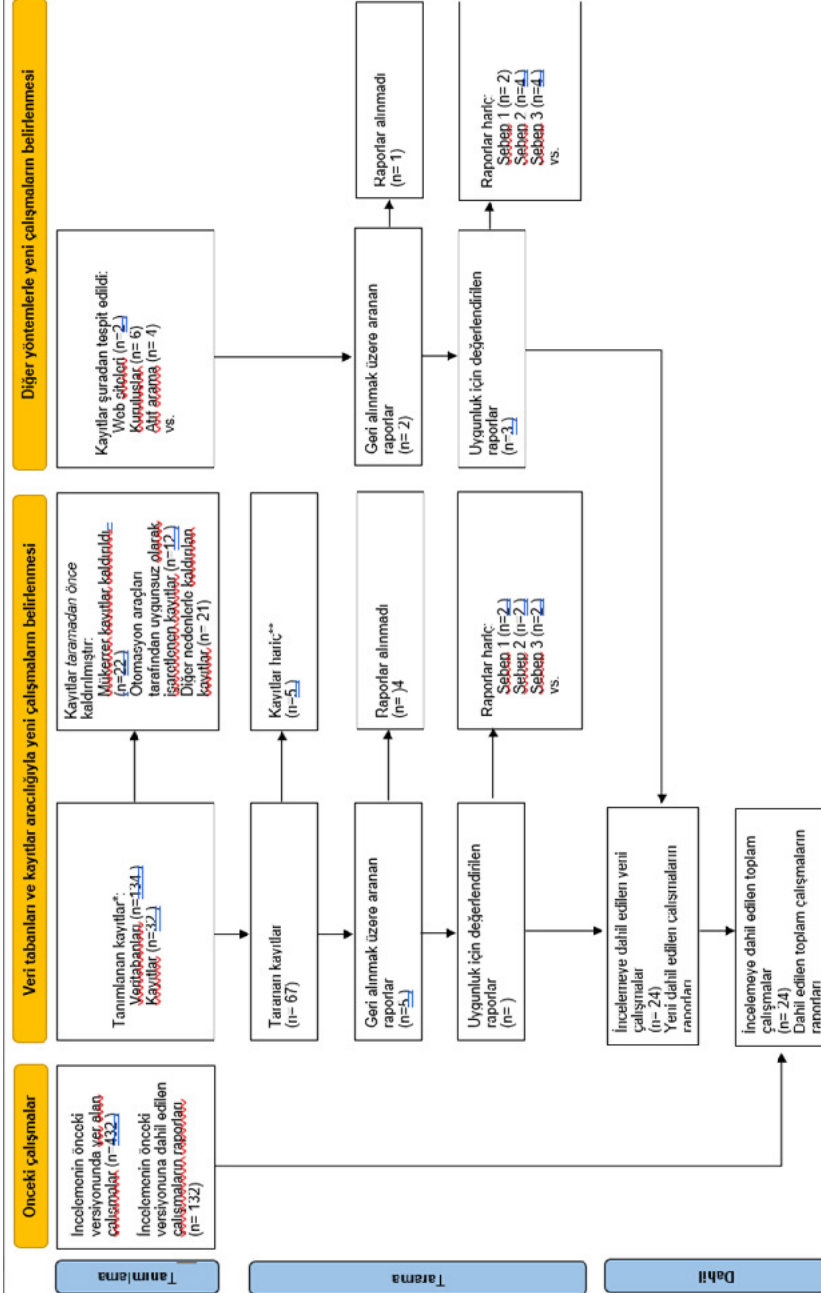 Önceki çalışmalar
Veri tabanları ve kayıtlar aracılığıyla yeni çalışmaların belirlenmesi
Diğer yöntemlerle yeni çalışmaların belirlenmesi
Tanımlama
İncelemenin önceki
versiyonunda yer alan
çalışmalar (n=432 )
İncelemenin önceki
versiyonuna dahil edilen
çalışmaların raporları
(n= 132)
Tanımlanan kayıtlar*:
Veritabanları (n=134 )
Kayıtlar (n=32 )
Kayıtlar taramadan önce
kaldırılmıştır:
Mükerrer kayıtlar kaldırıldı
(n=22 )
Otomasyon araçları
tarafından uygunsuz olarak
işaretlenen kayıtlar (n=12 )
Diğer nedenlerle kaldırılan
kayıtlar (n= 21)
Kayıtlar şuradan tespit edildi:
Web siteleri (n=2 )
Kuruluşlar (n= 6)
Atıf arama (n= 4)
vs.
Tarama
Taranan kayıtlar
(n= 67)
Kayıtlar hariç**
(n=5 )
Geri alınmak üzere aranan
raporlar
(n=5 )
Raporlar alınmadı
(n= )4
Geri alınmak üzere aranan
raporlar
(n= 2)
Raporlar alınmadı
(n= 1)
Uygunluk için değerlendirilen
raporlar
(n= )
Raporlar hariç:
Sebep 1 (n=2 )
Sebep 2 (n=2 )
Sebep 3 (n=2 )
vs.
Uygunluk için değerlendirilen
raporlar
(n=3 )
Raporlar hariç:
Sebep 1 (n= 2)
Sebep 2 (n=4 )
Sebep 3 (n=4 )
vs.
Dahil
İncelemeye dahil edilen yeni
çalışmalar
(n= 24)
Yeni dahil edilen çalışmaların
raporları
İncelemeye dahil edilen toplam
çalışmalar
(n= 24)
Dahil edilen toplam çalışmaların
raporları